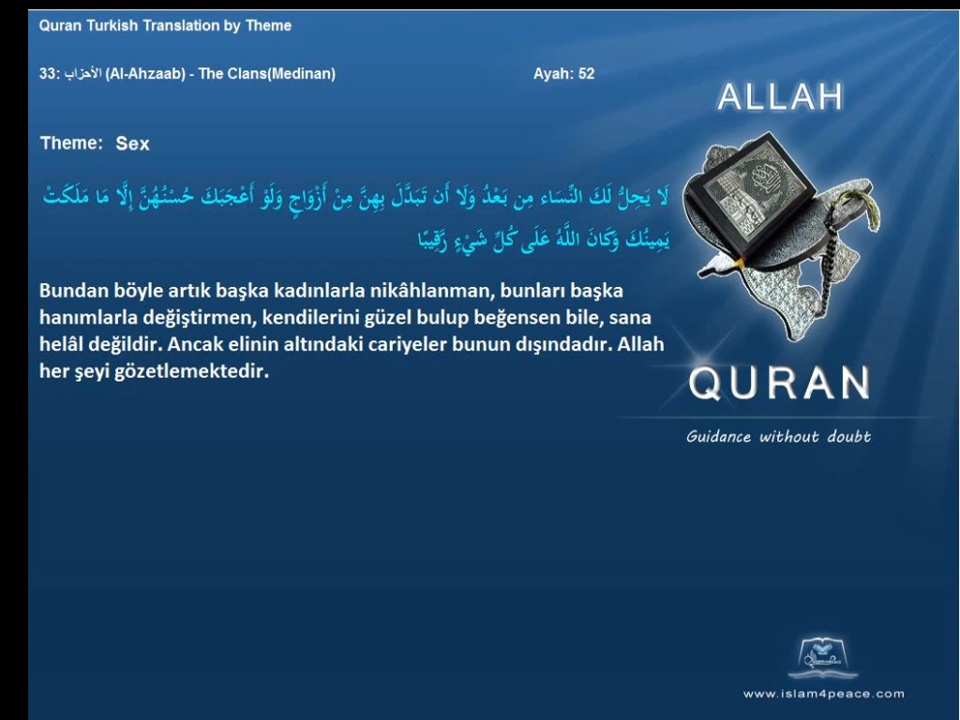 Quran Turkish Translation by Theme
33: الأحزاب (Al-Ahzaab) - The Clans(Medinan) Ayah: 52
ALLAH
Theme: Sex
لَا يَحِلُّ لَكَ النِّسَاء مِن بَعْدُ وَلَا أَن تَبَدَّلَ بِهِنَّ مِنْ أَزْوَاجٍ وَلَوْ أَعْجَبَكَ حُسْنُهُنَّ إِلَّا مَا مَلَكَتْ
يَمِينُكَ وَكَانَ اللَّهُ عَلَى كُلِّ شَيْءٍ رَّقِيبًا
Bundan böyle artık başka kadınlarla nikâhlanman, bunları başka
hanımlarla değiştirmen, kendilerini güzel bulup beğensen bile, sana
helâl değildir. Ancak elinin altındaki cariyeler bunun dışındadır. Allah
her şeyi gözetlemektedir.
QURAN
Guidance without doubt
www.islam4peace.com